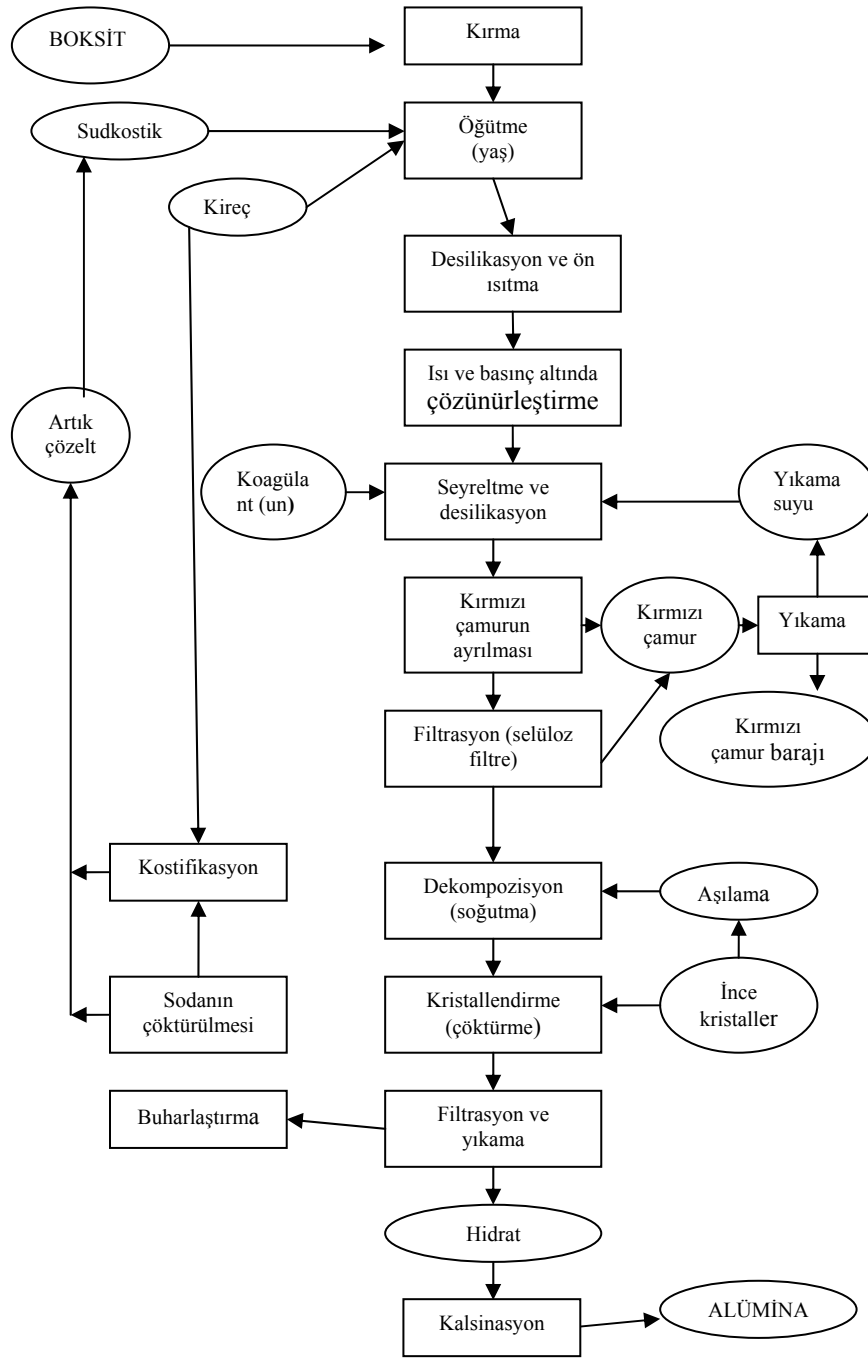 BOKSİT
Kırma
Sudkostik
Öğütme
(yaş)
Kireç
Desilikasyon ve ön
ısıtma
Isı ve basınç altında
çözünürleştirme
Artık
çözelt
Koagüla
nt (un)
Seyreltme ve
desilikasyon
Yıkama
suyu
Kırmızı
çamurun
ayrılması
Kırmızı
çamur
Yıkama
Filtrasyon (selüloz
filtre)
Kırmızı
çamur barajı
Kostifikasyon
Dekompozisyon
(soğutma)
Aşılama
Sodanın
çöktürülmesi
Kristallendirme
(çöktürme)
İnce
kristaller
Buharlaştırma
Filtrasyon ve
yıkama
Hidrat
Kalsinasyon
ALÜMİNA